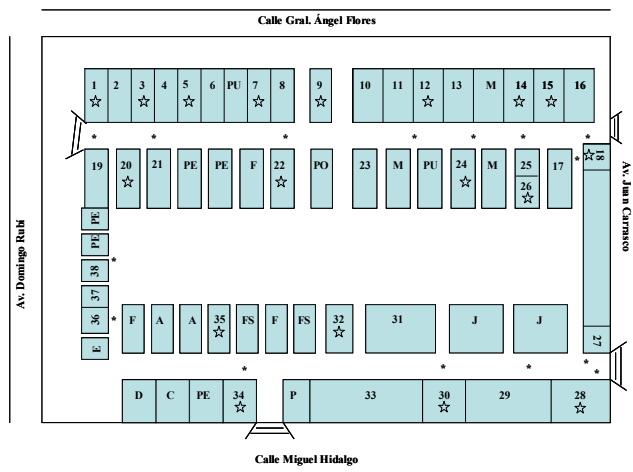 Calle Gral. Ángel Flores
1 2 3 4 5 6 PU 7 8 9 10 11 12 13 M 14 15 16
19 20 21 PE PE F 22 PO 23 M PU 24 M 25 17 18
26
PE
PE
38
37
36 F A A 35 FS F FS 32 31 J J
E 27
D C PE 34 P 33 30 29 28
Av. Domingo Rubí
Av. Juan Carrasco
Calle Miguel Hidalgo